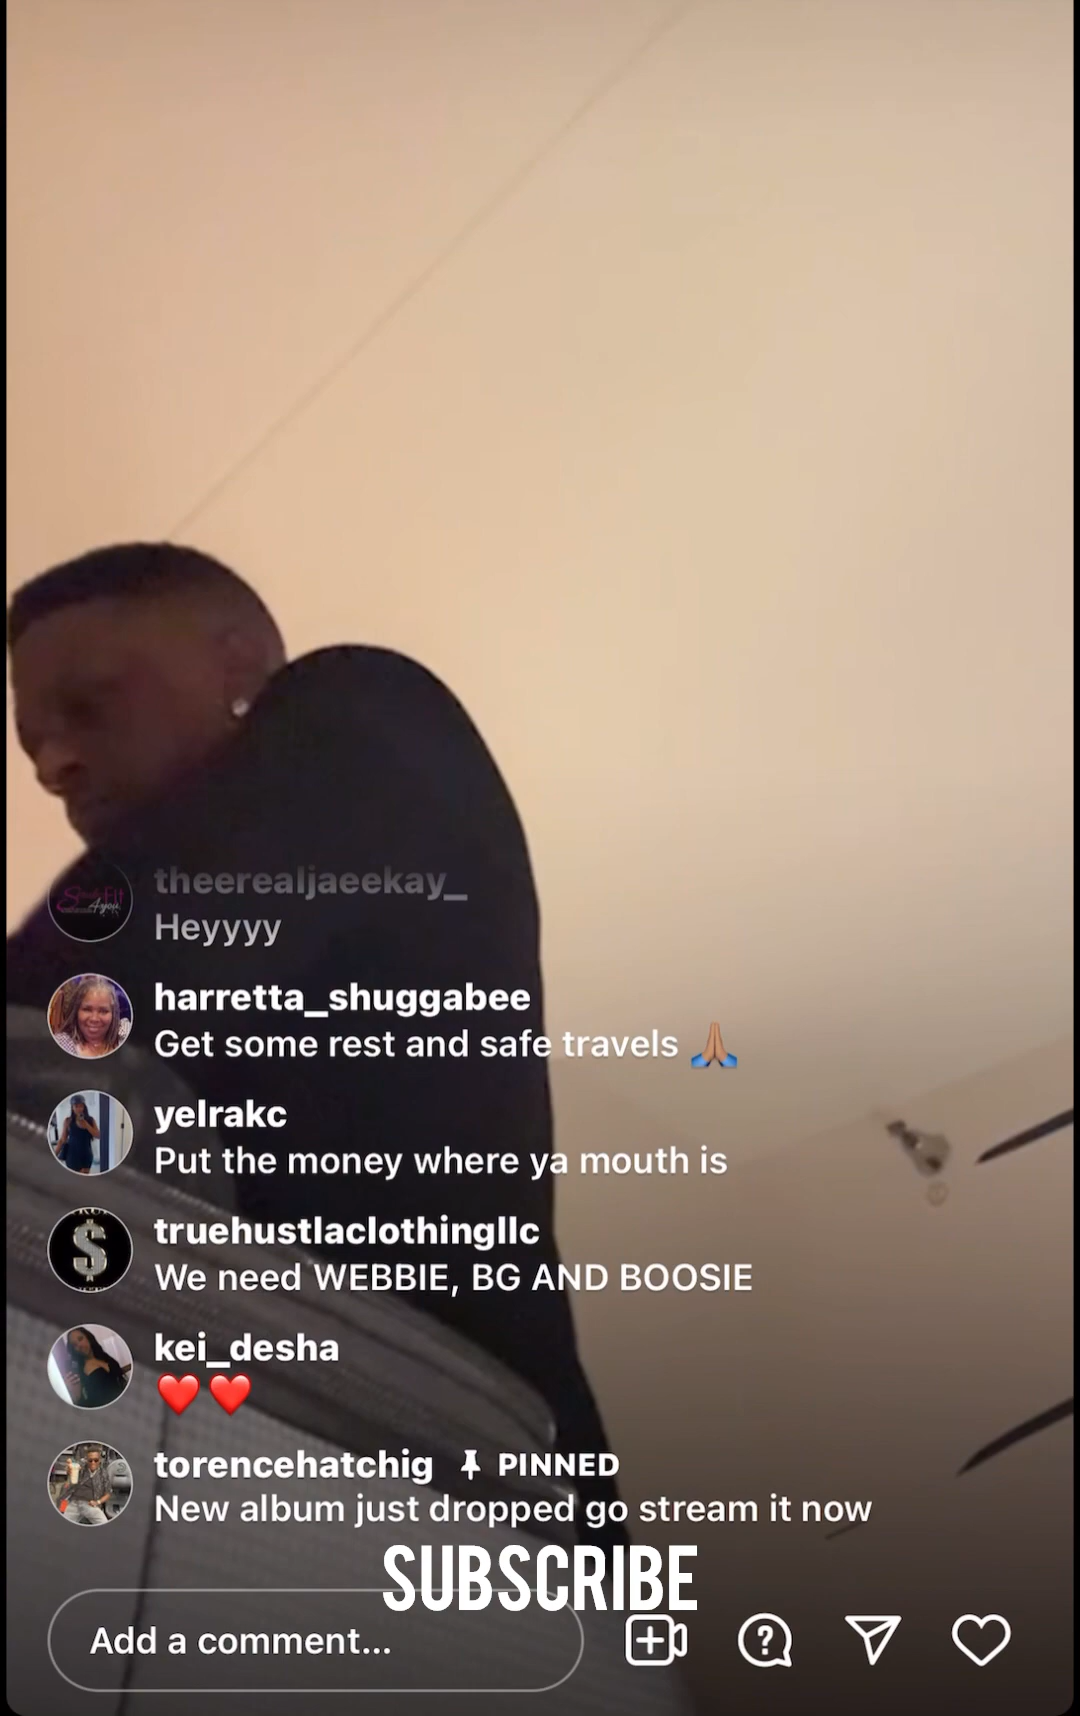 theerealjaeekay_
Heyyyy
harretta_shuggabee
Get some rest and safe travels 🙏🏽
yelrakc
Put the money where ya mouth is
truehustlaclothingllc
We need WEBBIE, BG AND BOOSIE
kei_desha
❤️❤️
torencehatchig PINNED
New album just dropped go stream it now
SUBSCRIBE
Add a comment...